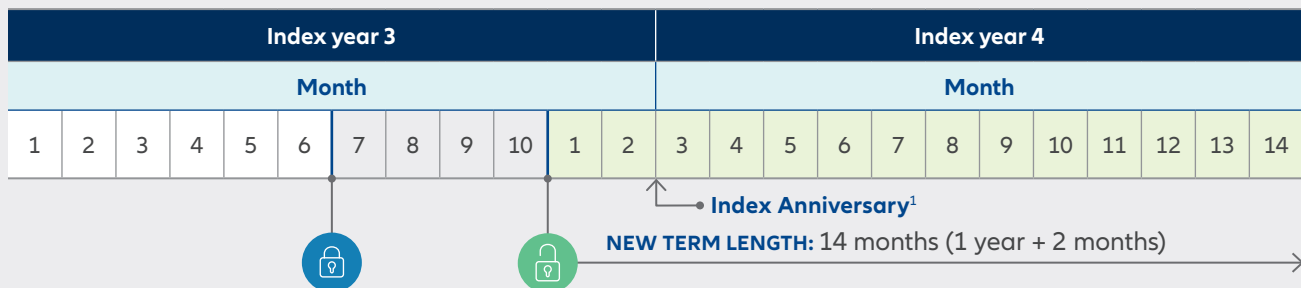 Index year 3 Index year 4
Month Month
1 2 3 4 5 6 7 8 9 10 1 2 3 4 5 6 7 8 9 10 11 12 13 14
Index Anniversary¹
NEW TERM LENGTH: 14 months (1 year + 2 months)